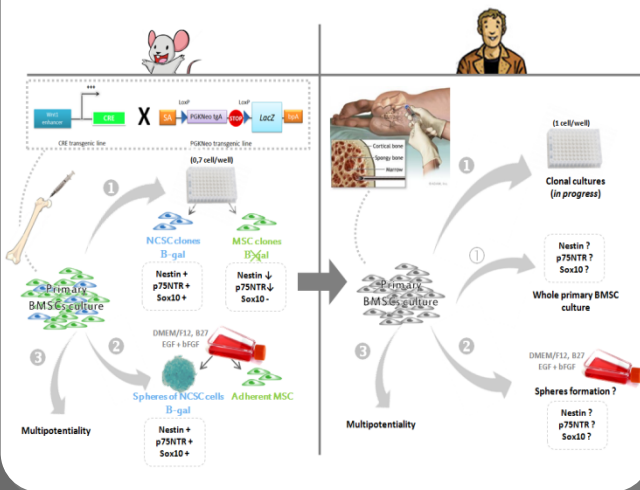 LoxP
LoxP
Wnt1
enhance
CRE
X
SA
PGKNeo tgA
STOP
LacZ
bpA
CRE transgenic line
PGKNeo transgenic line
(0,7 cell/well)
1
NCSC clones
B-gal
MSC clones
B-gal
Nestin +
p75NTR +
Sox10 +
Nestin ↓
p75NTR ↓
Sox10 -
Primary
BMSCs culture
3
2
DMEM/F12, B27
EGF + bFGF
Spheres of NCSC cells
B-gal
Adherent MSC
Multipotentiality
Nestin +
p75NTR +
Sox10 +
Cortical bone
Spongy bone
Marrow
1
(1 cell/well)
Clonal cultures
(in progress)
1
Nestin ?
p75NTR ?
Sox10 ?
Whole primary BMSC
culture
Primary
BMSCs culture
3
2
DMEM/F12, B27
EGF + bFGF
Spheres formation ?
Nestin ?
p75NTR ?
Sox10 ?
Multipotentiality